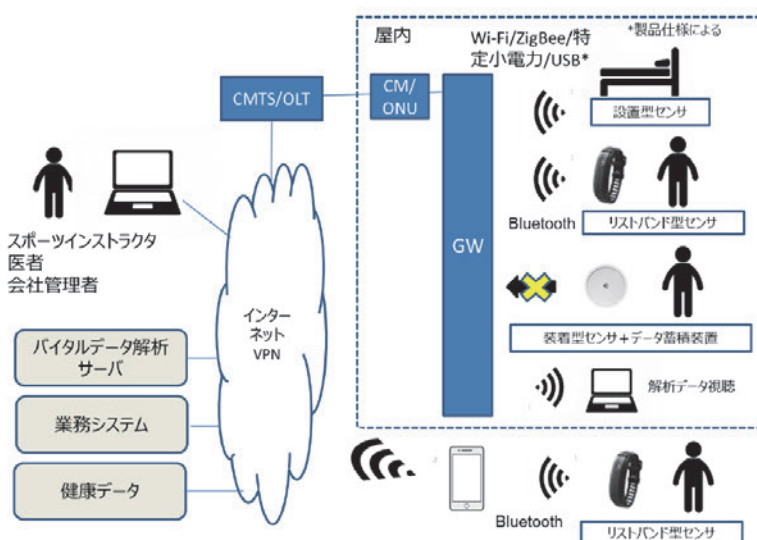 屋内
Wi-Fi/ZigBee/特
定小電力/USB*
*製品仕様による
CMTS/OLT
CM/
ONU
設置型センサ
Bluetooth
リストバンド型センサ
GW
スポーツインストラクタ
医者
会社管理者
インター
ネット
VPN
装着型センサ+データ蓄積装置
バイタルデータ解析
サーバ
解析データ視聴
業務システム
健康データ
Bluetooth
リストバンド型センサ